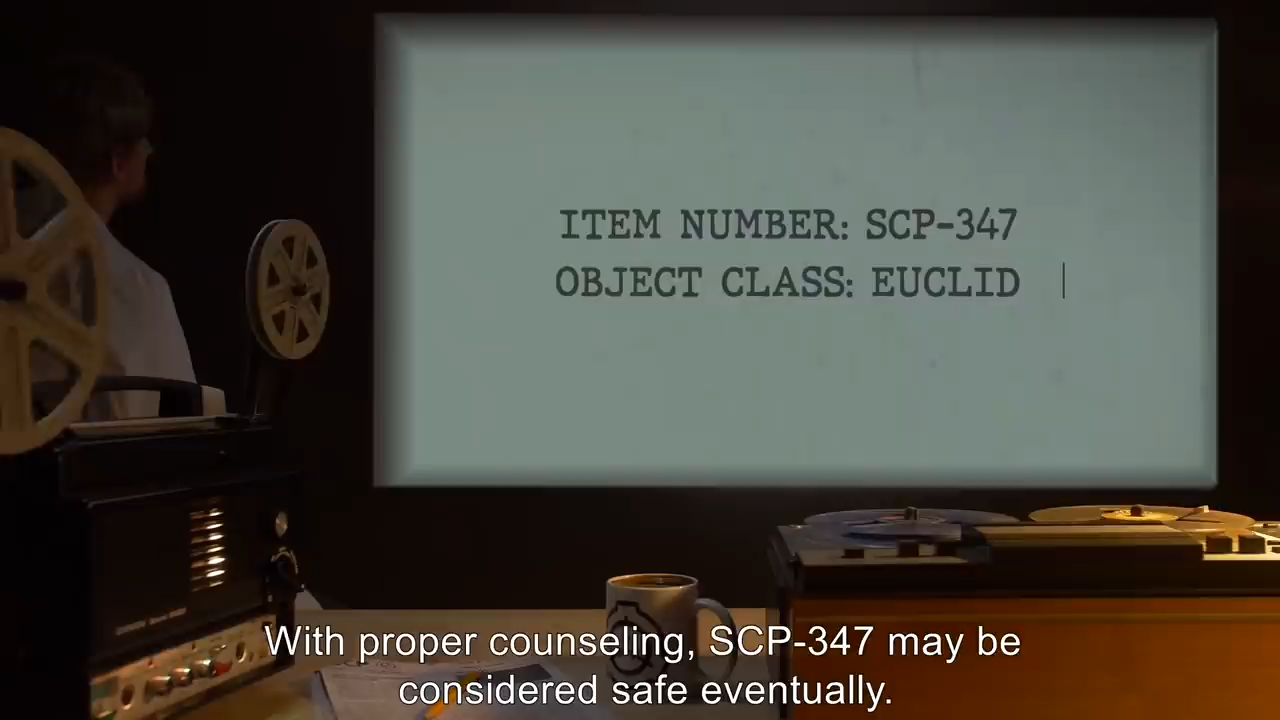 ITEM NUMBER: SCP-347
OBJECT CLASS: EUCLID
With proper counseling, SCP-347 may be
considered safe eventually.